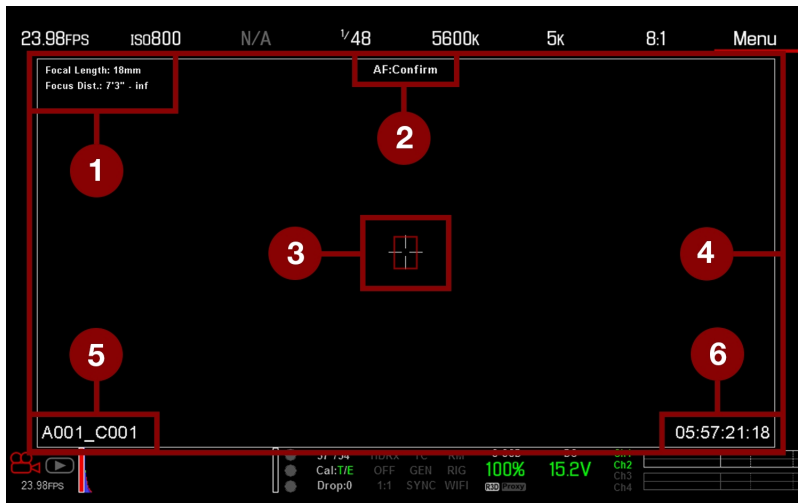 23.98FPS ISO800 N/A 1/48 5600K 5K 8:1 Menu
Focal Length: 18mm
Focus Dist.: 7'3" - inf
AF:Confirm
1
2
3
4
5
6
A001_C001
05:57:21:18
23.98FPS
Cal:T/E OFF GEN RIG 100% 15.2V Ch2
Ch3
Drop:0 1:1 SYNC WIFI R3D Proxy Ch4